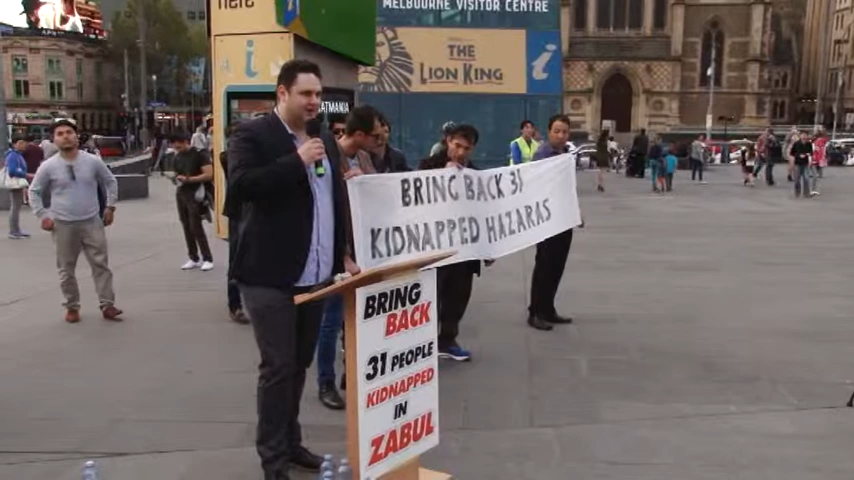 here
MELBOURNE VISITOR CENTRE
i
THE
LION KING
i
BRING BACK 31
KIDNAPPED HAZARAS
BRING
BACK
31 PEOPLE
KIDNAPPED
IN
ZABUL